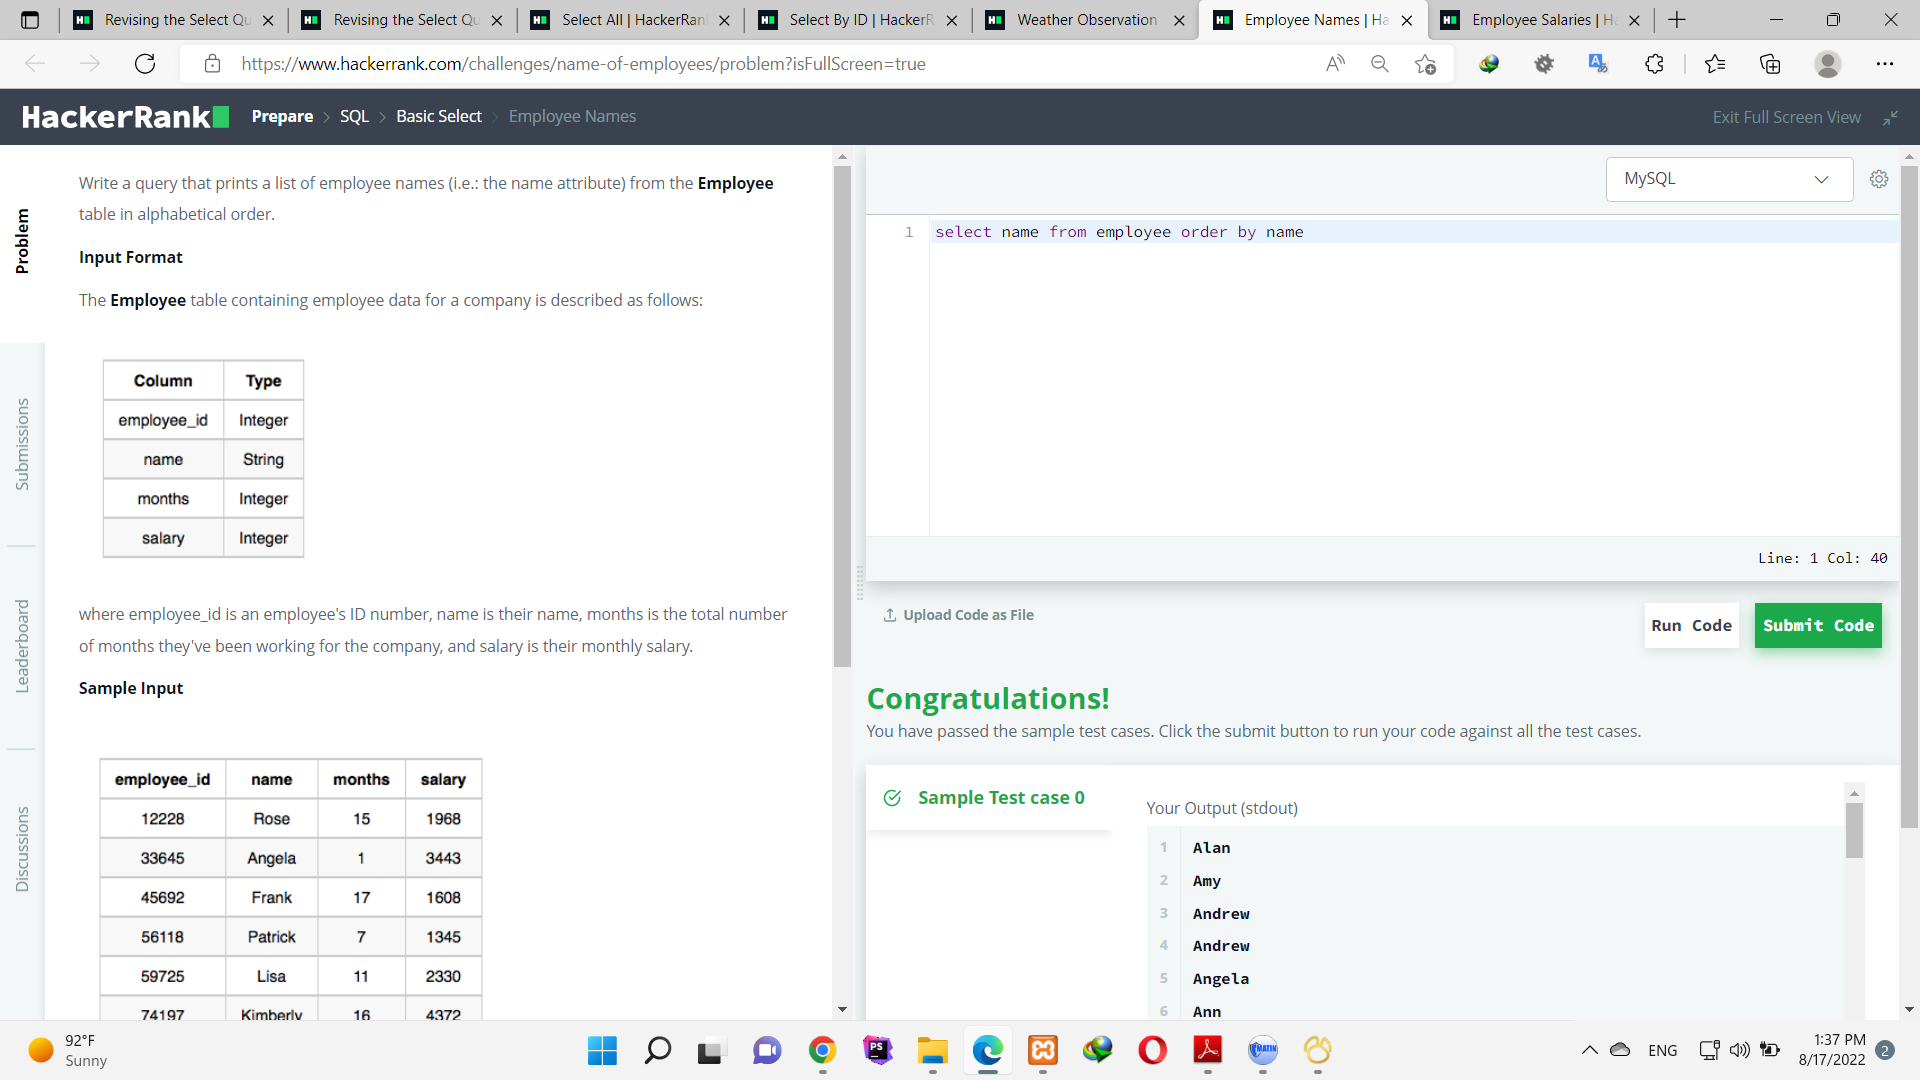 Revising the Select Qu
Revising the Select Qu
Select All | HackerRan
Select By ID | HackerR
Weather Observation
Employee Names | Ha
Employee Salaries | H
https://www.hackerrank.com/challenges/name-of-employees/problem?isFullScreen=true
HackerRank
Prepare > SQL > Basic Select > Employee Names
Exit Full Screen View
Problem
Submissions
Leaderboard
Discussions
Write a query that prints a list of employee names (i.e.: the name attribute) from the Employee
table in alphabetical order.
Input Format
The Employee table containing employee data for a company is described as follows:
Column Type
employee_id Integer
name String
months Integer
salary Integer
where employee_id is an employee's ID number, name is their name, months is the total number
of months they've been working for the company, and salary is their monthly salary.
Sample Input
employee_id name months salary
12228 Rose 15 1968
33645 Angela 1 3443
45692 Frank 17 1608
56118 Patrick 7 1345
59725 Lisa 11 2330
74197 Kimberly 16 4372
MySQL
1 select name from employee order by name
Line: 1 Col: 40
Upload Code as File
Run Code
Submit Code
Congratulations!
You have passed the sample test cases. Click the submit button to run your code against all the test cases.
Sample Test case 0
Your Output (stdout)
1 Alan
2 Amy
3 Andrew
4 Andrew
5 Angela
6 Ann
92°F
Sunny
PS
MATIN
ENG
1:37 PM
8/17/2022
2